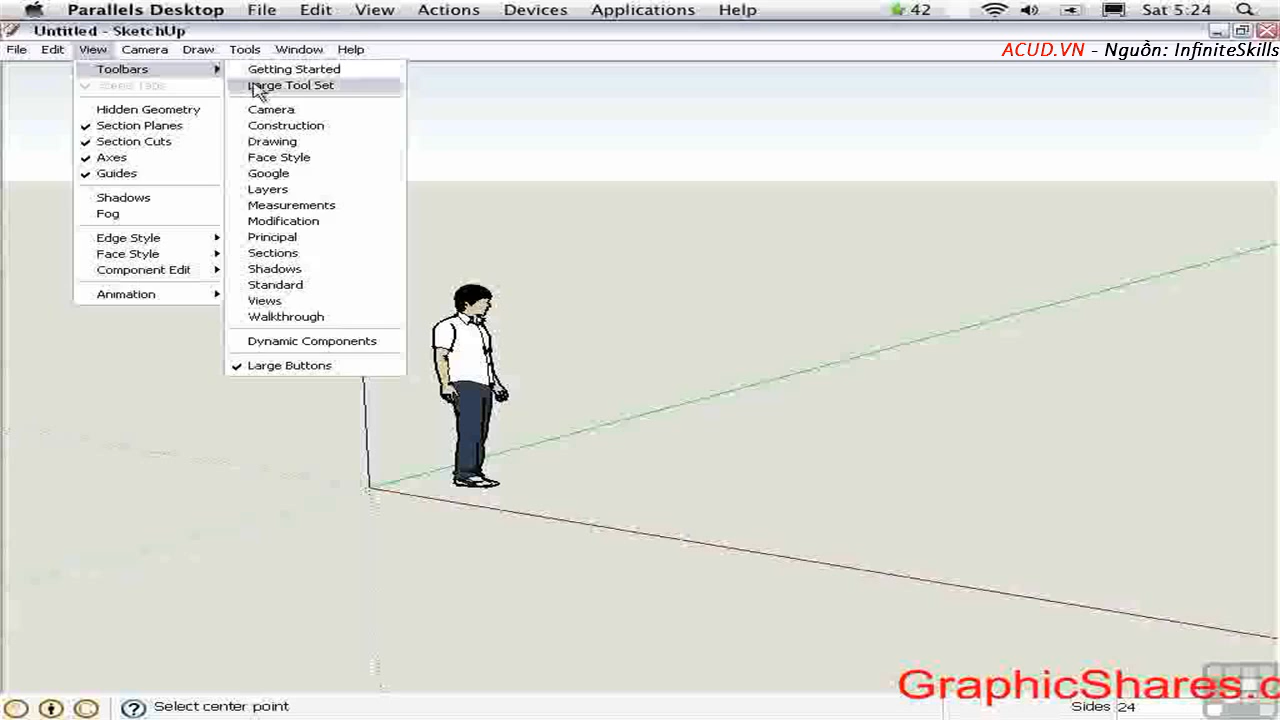 Parallels Desktop File Edit View Actions Devices Applications Help 42 Sat 5:24
Untitled - SketchUp
File Edit View Camera Draw Tools Window Help
ACUD.VN - Nguồn: InfiniteSkills
Toolbars
Scene Tabs
Hidden Geometry
Section Planes
Section Cuts
Axes
Guides
Shadows
Fog
Edge Style
Face Style
Component Edit
Animation
Getting Started
Large Tool Set
Camera
Construction
Drawing
Face Style
Google
Layers
Measurements
Modification
Principal
Sections
Shadows
Standard
Views
Walkthrough
Dynamic Components
Large Buttons
GraphicShares.c
Select center point
Sides 24